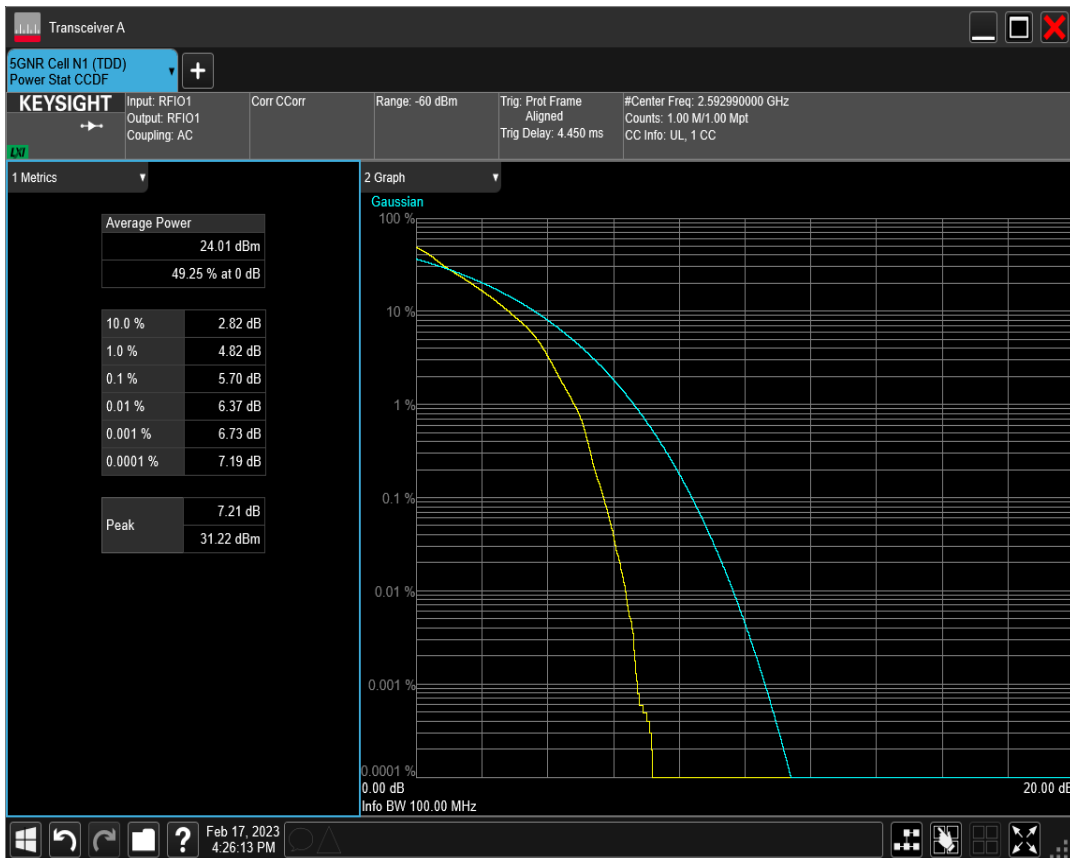 Transceiver A
5GNR Cell N1 (TDD)
Power Stat CCDF
KEYSIGHT
LXI
Input: RFIO1
Output: RFIO1
Coupling: AC
Corr CCorr
Range: -60 dBm
Trig: Prot Frame
Aligned
Trig Delay: 4.450 ms
#Center Freq: 2.592990000 GHz
Counts: 1.00 M/1.00 Mpt
CC Info: UL, 1 CC
1 Metrics
Average Power
24.01 dBm
49.25 % at 0 dB
10.0 % 2.82 dB
1.0 % 4.82 dB
0.1 % 5.70 dB
0.01 % 6.37 dB
0.001 % 6.73 dB
0.0001 % 7.19 dB
Peak
7.21 dB
31.22 dBm
2 Graph
Gaussian
100 %
10 %
1 %
0.1 %
0.01 %
0.001 %
0.0001 %
0.00 dB 20.00 dB
Info BW 100.00 MHz
?
Feb 17, 2023
4:26:13 PM